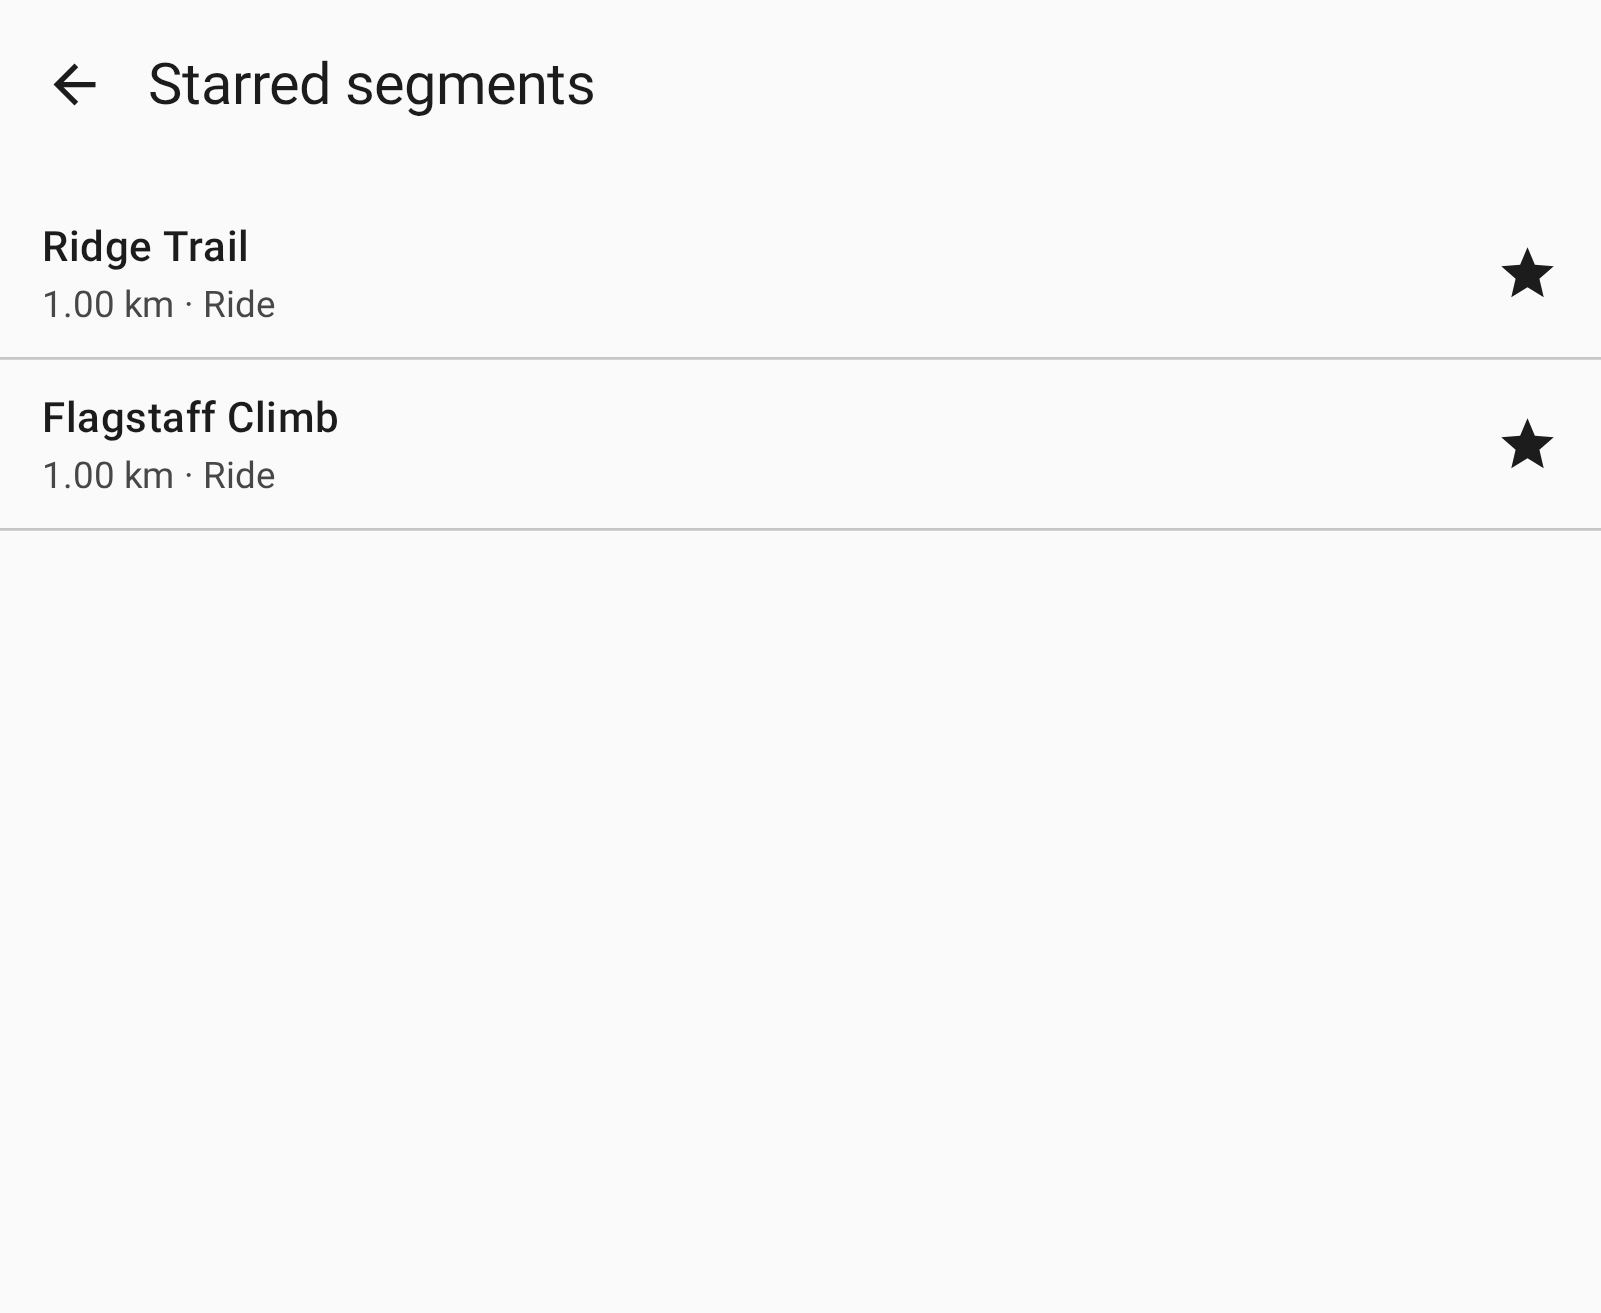 Starred segments
Ridge Trail
1.00 km · Ride
Flagstaff Climb
1.00 km · Ride